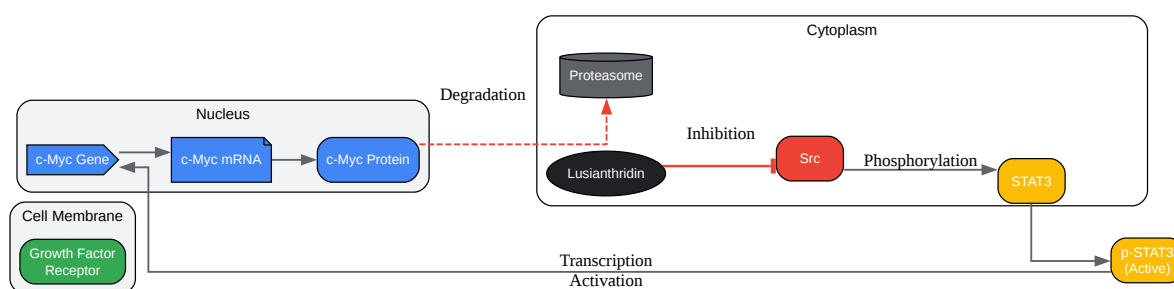 Cytoplasm
Proteasome
Degradation
Nucleus
c-Myc Gene
c-Myc mRNA
c-Myc Protein
Inhibition
Lusianthridin
Src
Phosphorylation
STAT3
Cell Membrane
Growth Factor
Receptor
Transcription
Activation
p-STAT3
(Active)